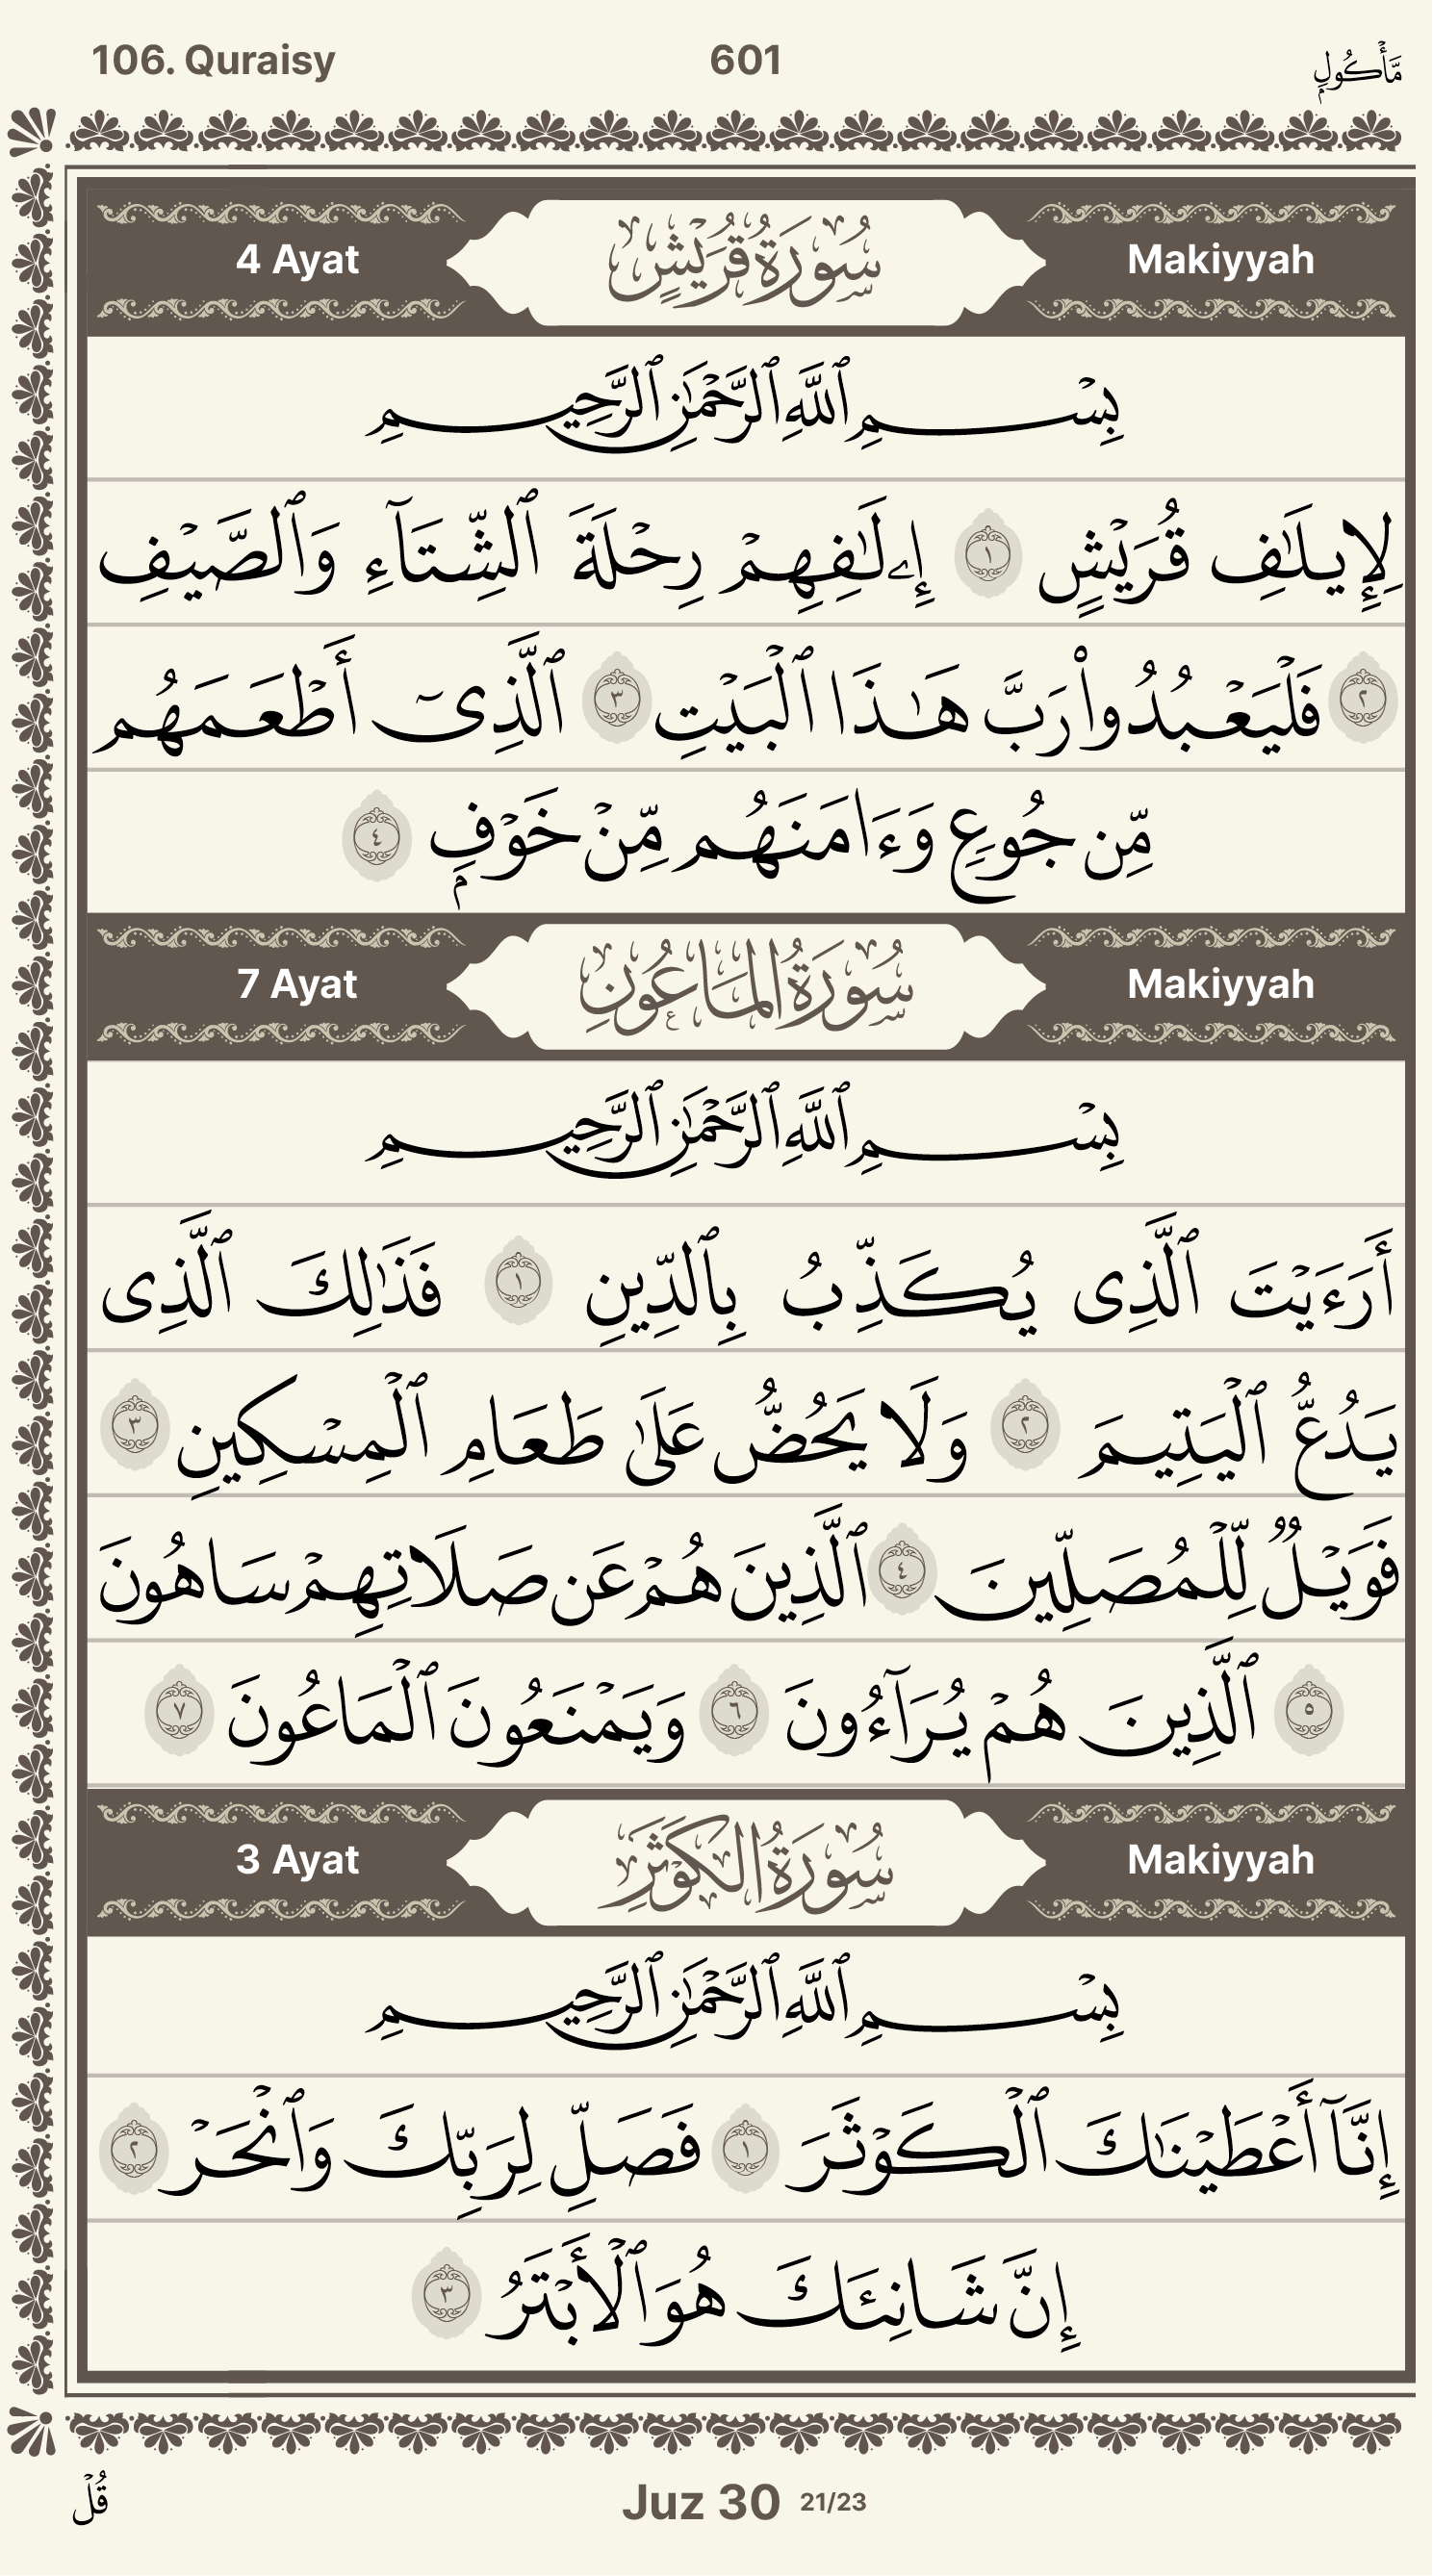 106. Quraisy 601 مَّأۡكُولِۭ
4 Ayat سُورَةُ قُرَيۡشٍ Makiyyah
بِسۡمِ ٱللَّهِ ٱلرَّحۡمَٰنِ ٱلرَّحِيمِ
لِإِيلَٰفِ قُرَيۡشٍ ١ إِۦلَٰفِهِمۡ رِحۡلَةَ ٱلشِّتَآءِ وَٱلصَّيۡفِ
٢ فَلۡيَعۡبُدُواْ رَبَّ هَٰذَا ٱلۡبَيۡتِ ٣ ٱلَّذِيٓ أَطۡعَمَهُم
مِّن جُوعٖ وَءَامَنَهُم مِّنۡ خَوۡفِۭ ٤
7 Ayat سُورَةُ المَاعُونِ Makiyyah
بِسۡمِ ٱللَّهِ ٱلرَّحۡمَٰنِ ٱلرَّحِيمِ
أَرَءَيۡتَ ٱلَّذِي يُكَذِّبُ بِٱلدِّينِ ١ فَذَٰلِكَ ٱلَّذِي
يَدُعُّ ٱلۡيَتِيمَ ٢ وَلَا يَحُضُّ عَلَىٰ طَعَامِ ٱلۡمِسۡكِينِ ٣
فَوَيۡلٞ لِّلۡمُصَلِّينَ ٤ ٱلَّذِينَ هُمۡ عَن صَلَاتِهِمۡ سَاهُونَ
٥ ٱلَّذِينَ هُمۡ يُرَآءُونَ ٦ وَيَمۡنَعُونَ ٱلۡمَاعُونَ ٧
3 Ayat سُورَةُ الكَوۡثَرِ Makiyyah
بِسۡمِ ٱللَّهِ ٱلرَّحۡمَٰنِ ٱلرَّحِيمِ
إِنَّآ أَعۡطَيۡنَٰكَ ٱلۡكَوۡثَرَ ١ فَصَلِّ لِرَبِّكَ وَٱنۡحَرۡ ٢
إِنَّ شَانِئَكَ هُوَ ٱلۡأَبۡتَرُ ٣
قُلۡ Juz 30 21/23